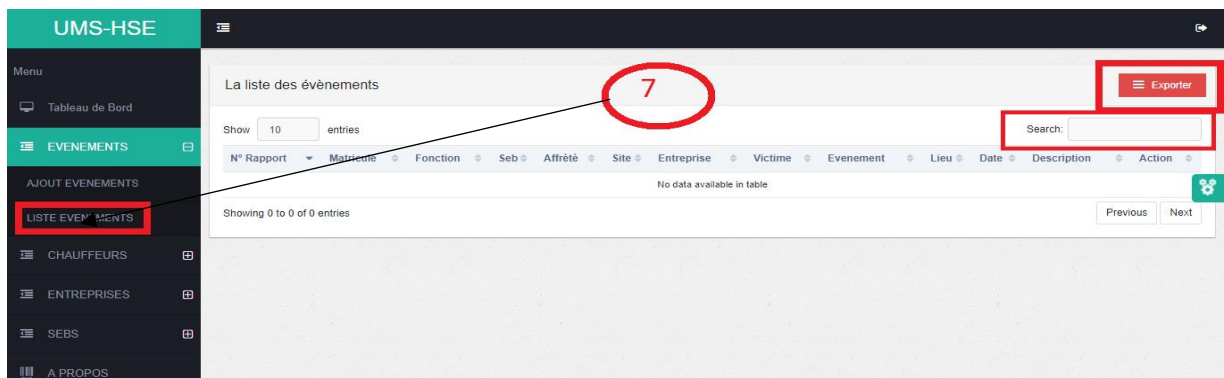 UMS-HSE
Menu
Tableau de Bord
EVENEMENTS
AJOUT EVENEMENTS
LISTE EVENEMENTS
CHAUFFEURS
ENTREPRISES
SEBS
A PROPOS
La liste des évènements
7
Exporter
Show 10 entries
Search:
N° Rapport Matricule Fonction Seb Affrété Site Entreprise Victime Evenement Lieu Date Description Action
No data available in table
Showing 0 to 0 of 0 entries
Previous Next